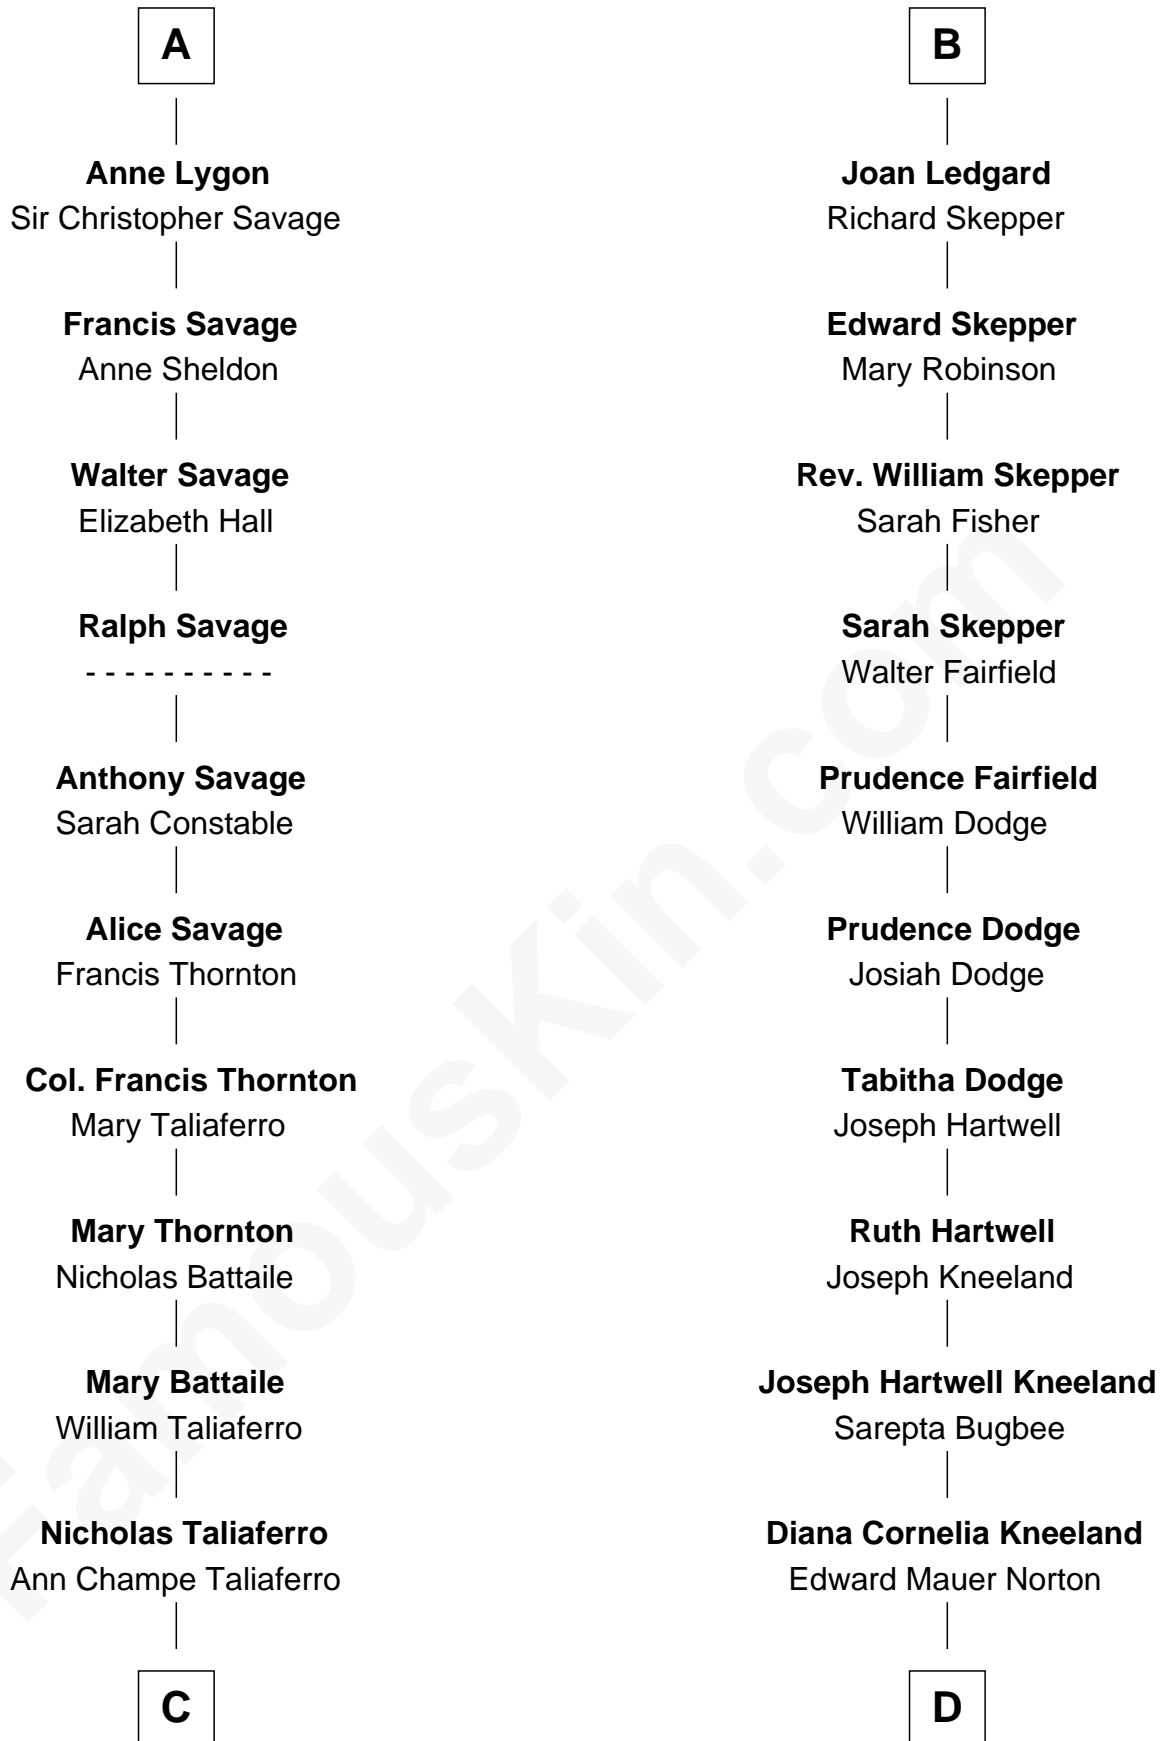 A
Anne Lygon
Sir Christopher Savage
Francis Savage
Anne Sheldon
Walter Savage
Elizabeth Hall
Ralph Savage
- - - - - - - - - -
Anthony Savage
Sarah Constable
Alice Savage
Francis Thornton
Col. Francis Thornton
Mary Taliaferro
Mary Thornton
Nicholas Battaile
Mary Battaile
William Taliaferro
Nicholas Taliaferro
Ann Champe Taliaferro
C
B
Joan Ledgard
Richard Skepper
Edward Skepper
Mary Robinson
Rev. William Skepper
Sarah Fisher
Sarah Skepper
Walter Fairfield
Prudence Fairfield
William Dodge
Prudence Dodge
Josiah Dodge
Tabitha Dodge
Joseph Hartwell
Ruth Hartwell
Joseph Kneeland
Joseph Hartwell Kneeland
Sarepta Bugbee
Diana Cornelia Kneeland
Edward Mauer Norton
D
FamousKin.com